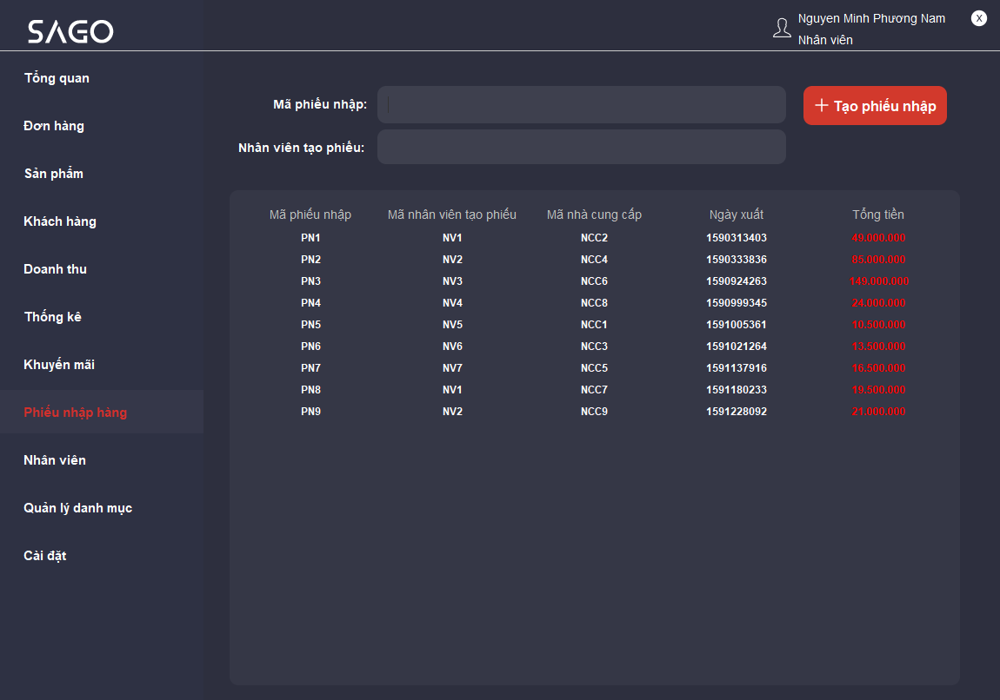 SAGO
Nguyen Minh Phương Nam
Nhân viên
X
Tổng quan
Đơn hàng
Sản phẩm
Khách hàng
Doanh thu
Thống kê
Khuyến mãi
Phiếu nhập hàng
Nhân viên
Quản lý danh mục
Cài đặt
Mã phiếu nhập:
+ Tạo phiếu nhập
Nhân viên tạo phiếu:
Mã phiếu nhập Mã nhân viên tạo phiếu Mã nhà cung cấp Ngày xuất Tổng tiền
PN1 NV1 NCC2 1590313403 49.000.000
PN2 NV2 NCC4 1590333836 85.000.000
PN3 NV3 NCC6 1590924263 149.000.000
PN4 NV4 NCC8 1590999345 24.000.000
PN5 NV5 NCC1 1591005361 10.500.000
PN6 NV6 NCC3 1591021264 13.500.000
PN7 NV7 NCC5 1591137916 16.500.000
PN8 NV1 NCC7 1591180233 19.500.000
PN9 NV2 NCC9 1591228092 21.000.000